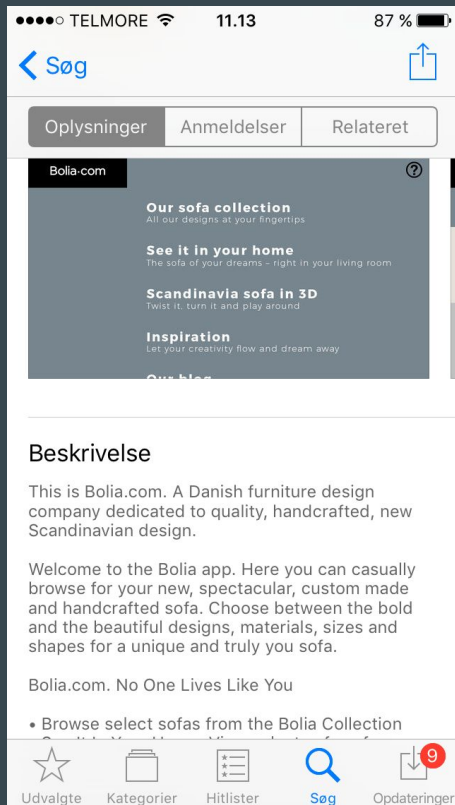 TELMORE 11.13 87 %
Søg
Oplysninger Anmeldelser Relateret
Bolia.com
Our sofa collection
All our designs at your fingertips
See it in your home
The sofa of your dreams – right in your living room
Scandinavia sofa in 3D
Twist it, turn it and play around
Inspiration
Let your creativity flow and dream away
Our blog
Beskrivelse
This is Bolia.com. A Danish furniture design
company dedicated to quality, handcrafted, new
Scandinavian design.
Welcome to the Bolia app. Here you can casually
browse for your new, spectacular, custom made
and handcrafted sofa. Choose between the bold
and the beautiful designs, materials, sizes and
shapes for a unique and truly you sofa.
Bolia.com. No One Lives Like You
• Browse select sofas from the Bolia Collection
9
Udvalgte Kategorier Hitlister Søg Opdateringer